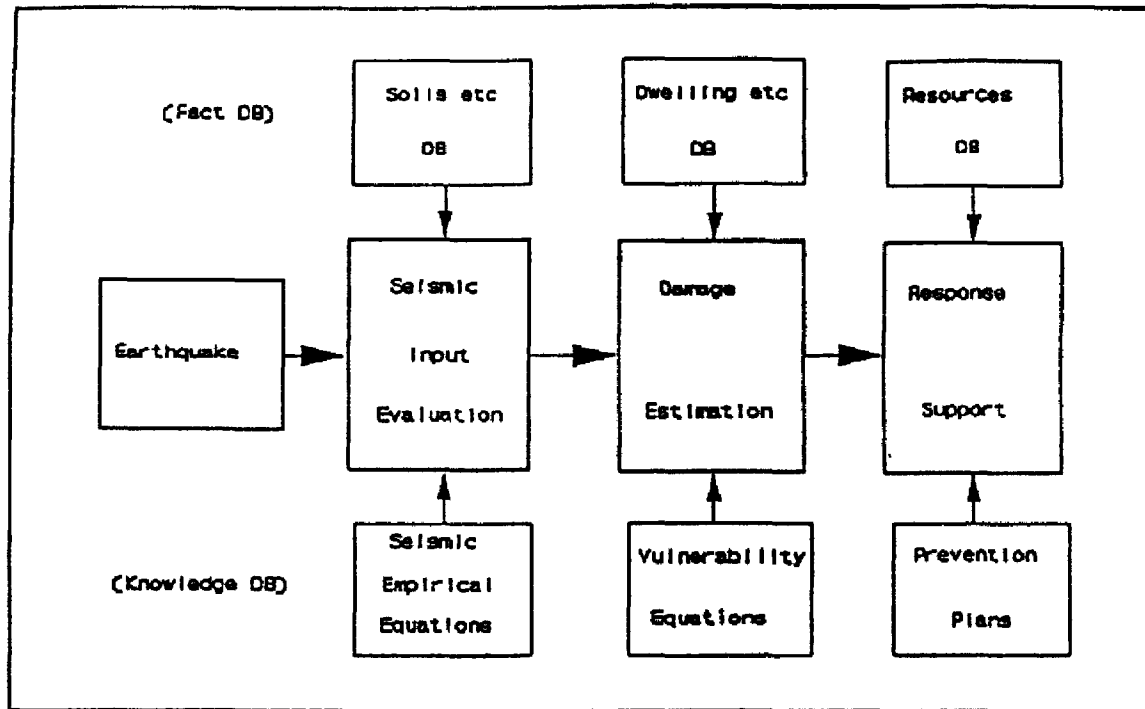 (Fact DB)
Soils etc
DB
Dwelling etc
DB
Resources
DB
Earthquake
Seismic
Input
Evaluation
Damage
Estimation
Response
Support
(Knowledge DB)
Seismic
Empirical
Equations
Vulnerability
Equations
Prevention
Plans